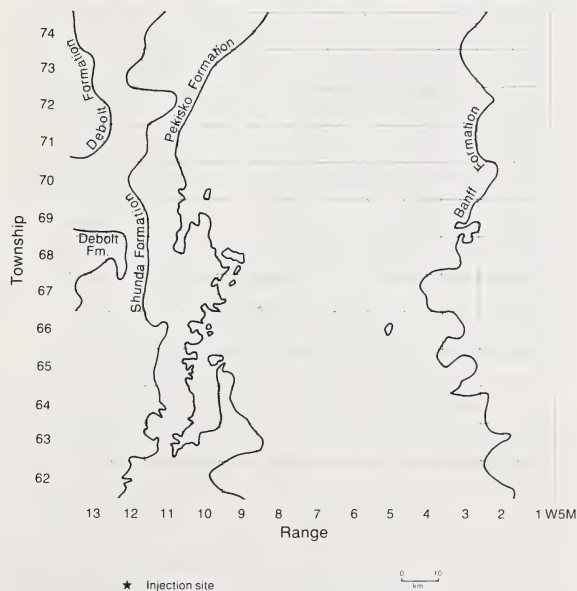 74
73
72
71
70
69
68
67
66
65
64
63
62
Township
Debolt Formation
Pekisko Formation
Banff Formation
Debolt
Fm.
Shunda Formation
13 12 11 10 9 8 7 6 5 4 3 2 1 W5M
Range
★ Injection site
0 10
km